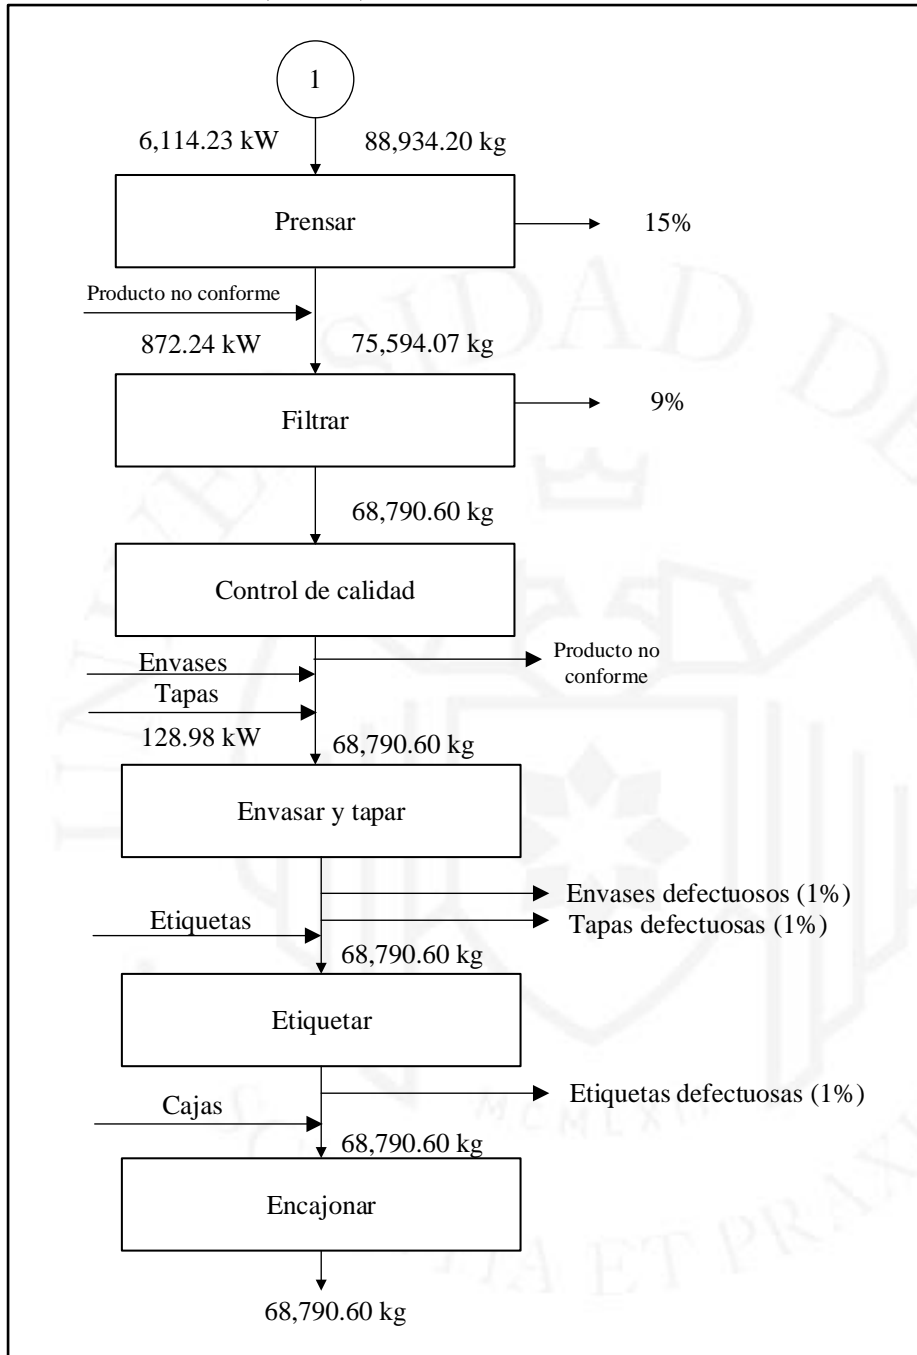 1
6,114.23 kW 88,934.20 kg
Prensar
15%
Producto no conforme
872.24 kW 75,594.07 kg
Filtrar
9%
68,790.60 kg
Control de calidad
Envases
Producto no
conforme
Tapas
128.98 kW 68,790.60 kg
Envasar y tapar
Envases defectuosos (1%)
Etiquetas
Tapas defectuosas (1%)
68,790.60 kg
Etiquetar
Etiquetas defectuosas (1%)
Cajas
68,790.60 kg
Encajonar
68,790.60 kg